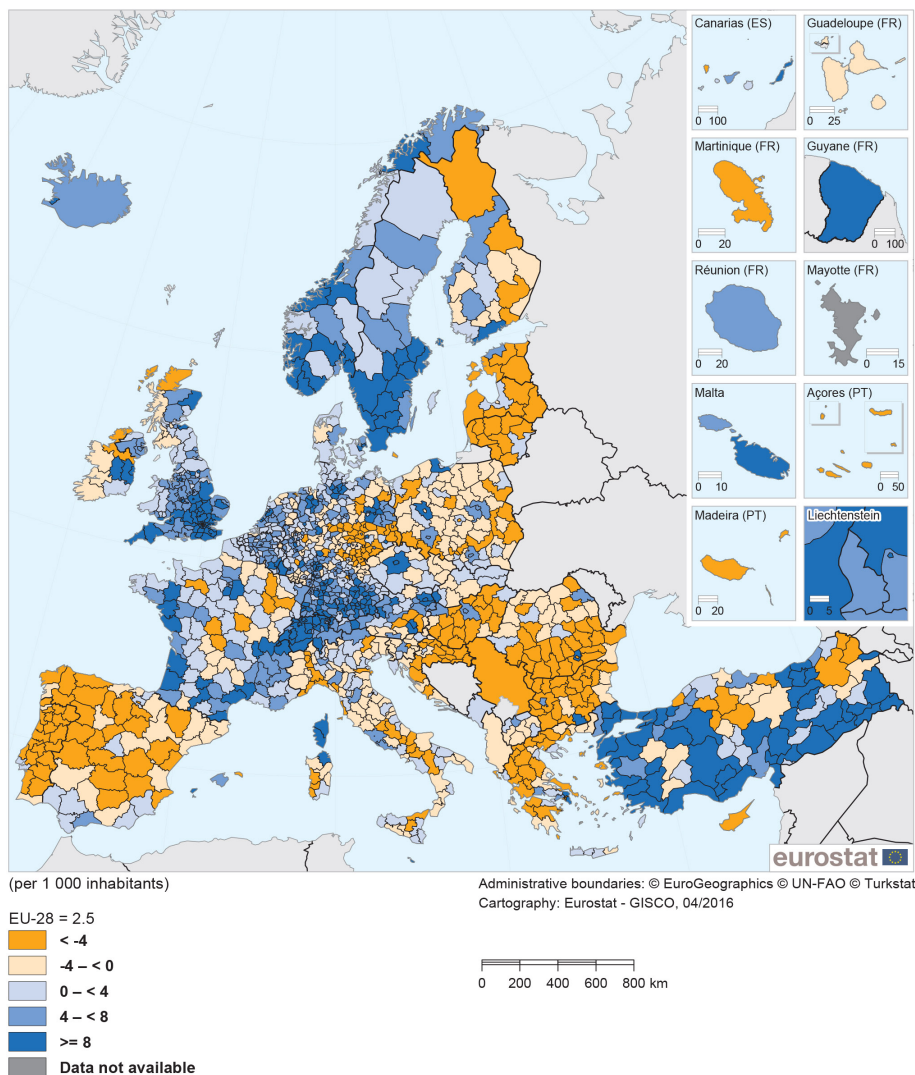 Canarias (ES)
0 100
Guadeloupe (FR)
0 25
Martinique (FR)
0 20
Guyane (FR)
0 100
Réunion (FR)
0 20
Mayotte (FR)
0 15
Malta
0 10
Açores (PT)
0 50
Madeira (PT)
0 20
Liechtenstein
0 5
eurostat
(per 1 000 inhabitants)
Administrative boundaries: © EuroGeographics © UN-FAO © Turkstat
Cartography: Eurostat - GISCO, 04/2016
EU-28 = 2.5
< -4
-4 – < 0
0 – < 4
4 – < 8
>= 8
Data not available
0 200 400 600 800 km